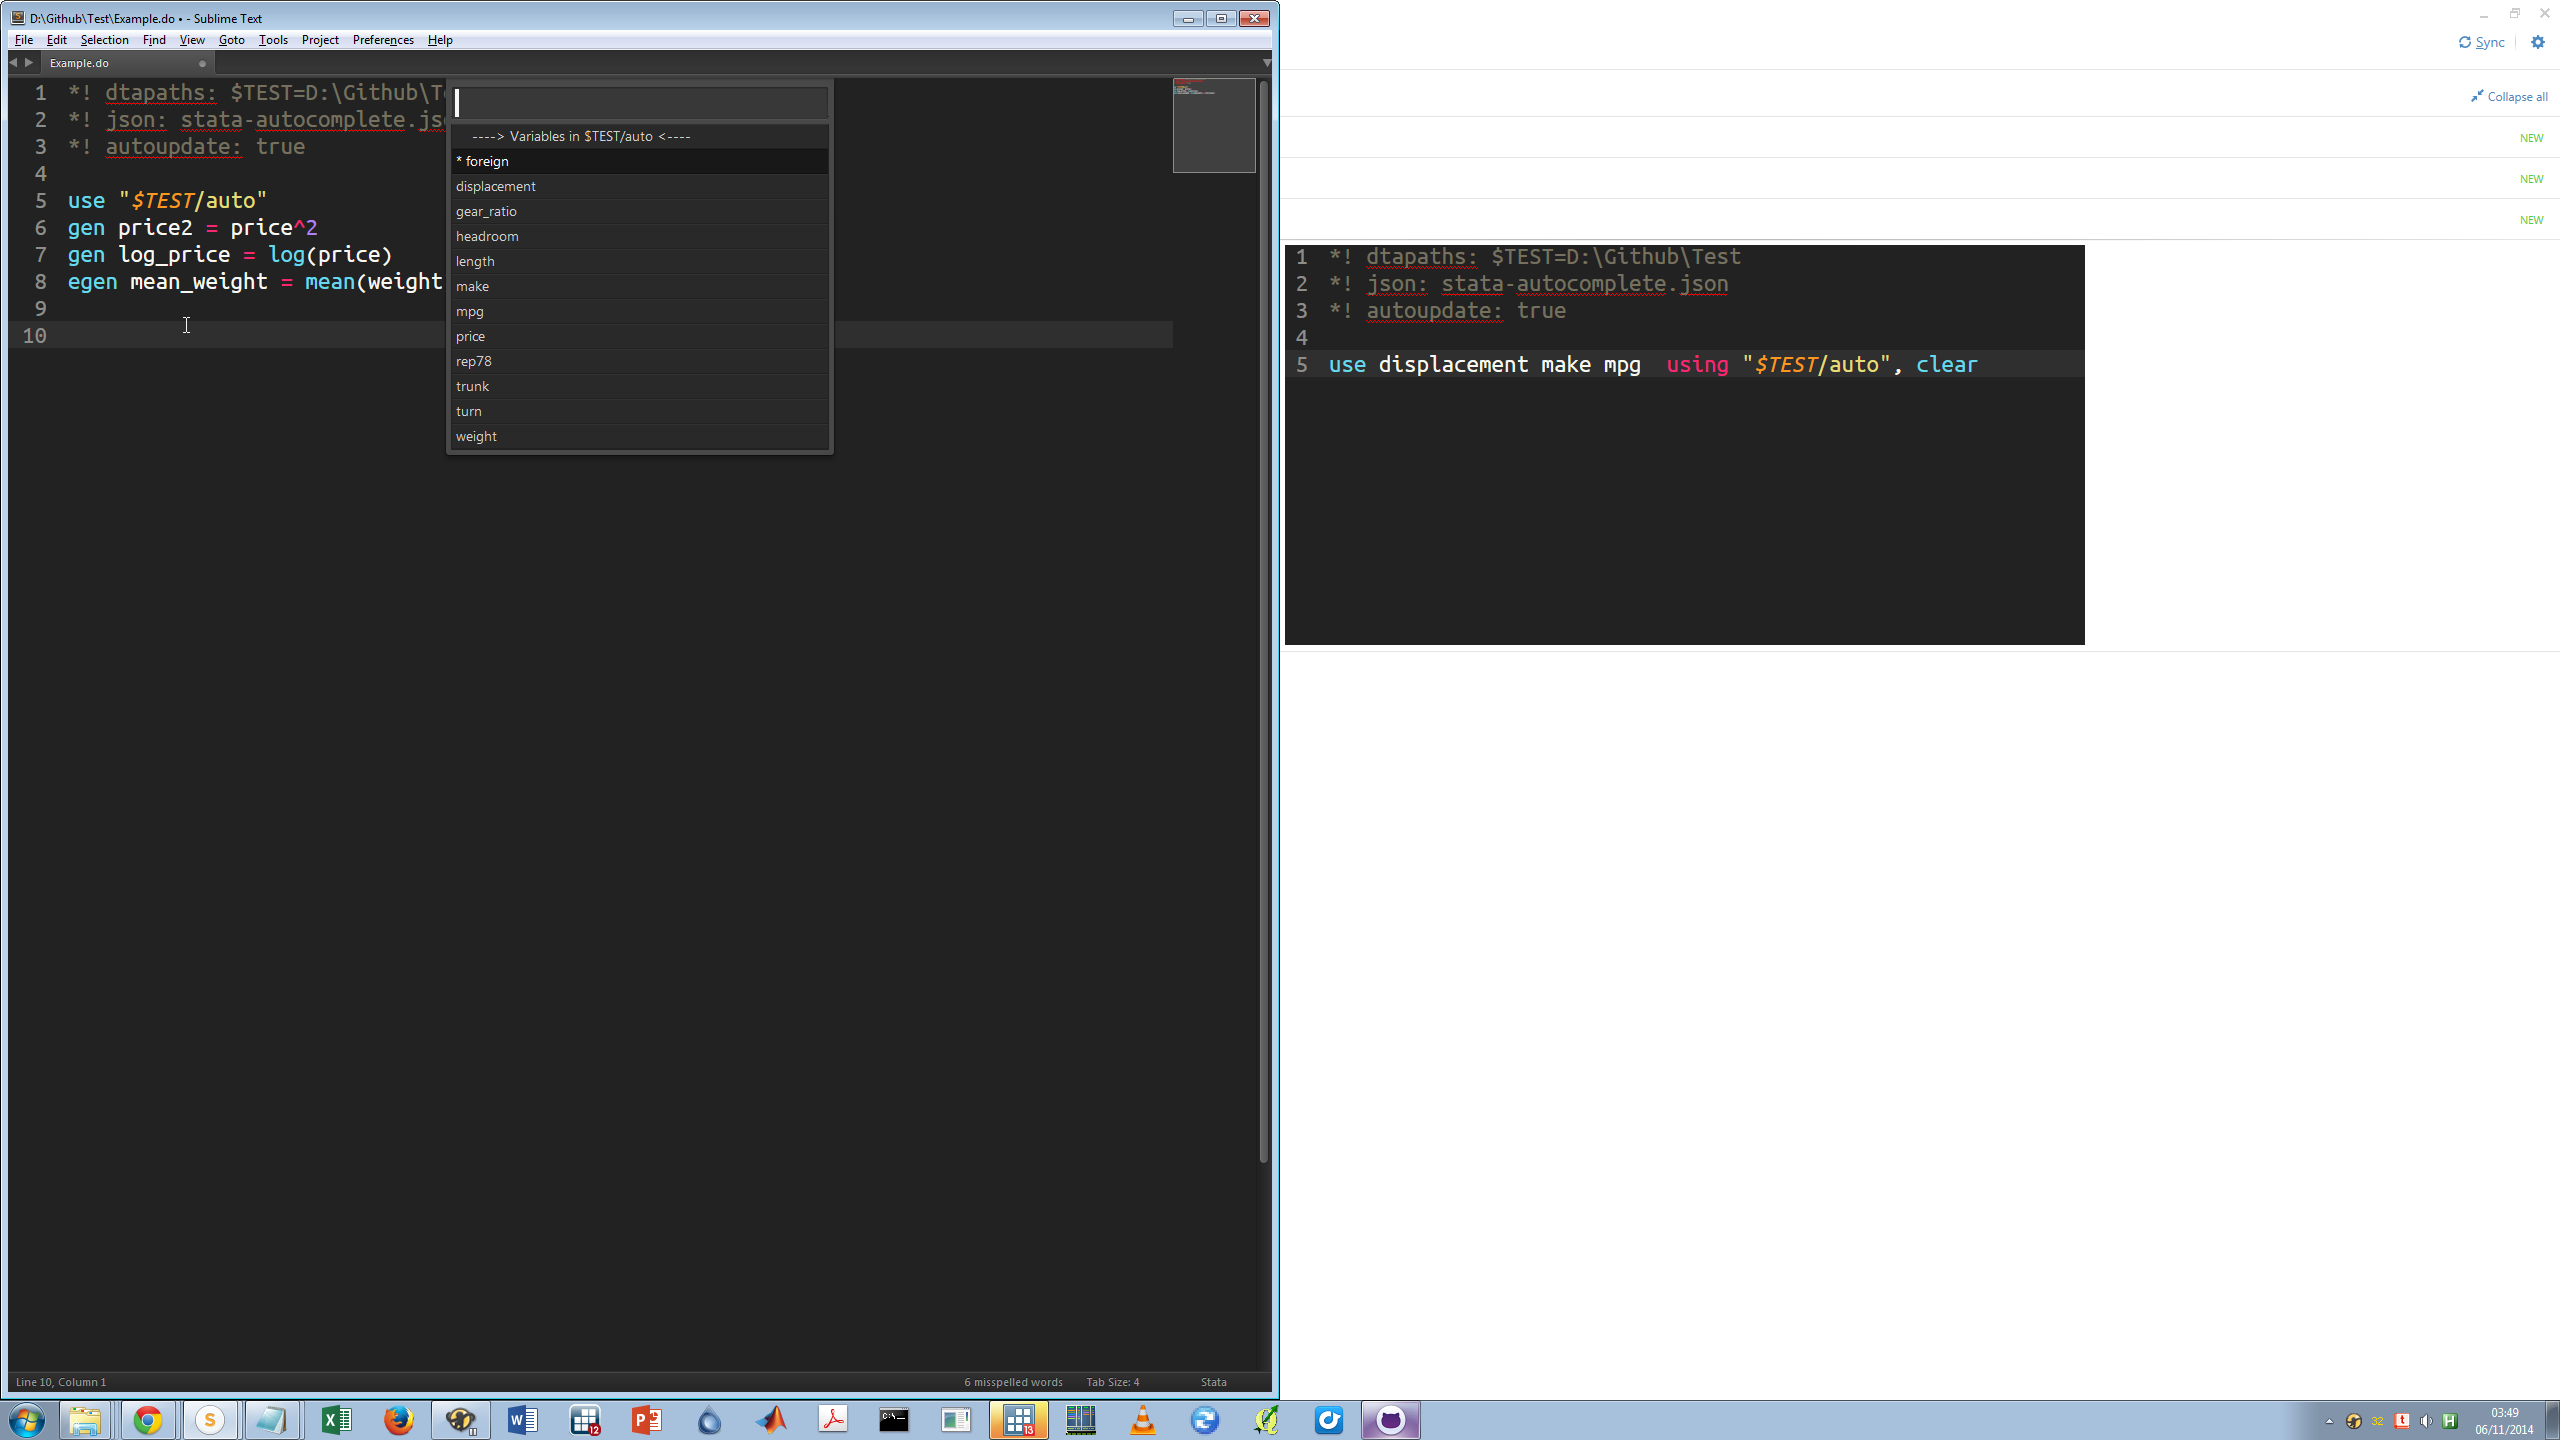 D:\Github\Test\Example.do • - Sublime Text
File Edit Selection Find View Goto Tools Project Preferences Help
Example.do
1 *! dtapaths: $TEST=D:\Github\T
2 *! json: stata-autocomplete.js
3 *! autoupdate: true
4
5 use "$TEST/auto"
6 gen price2 = price^2
7 gen log_price = log(price)
8 egen mean_weight = mean(weight
9
10
----> Variables in $TEST/auto <----
* foreign
displacement
gear_ratio
headroom
length
make
mpg
price
rep78
trunk
turn
weight
Line 10, Column 1
6 misspelled words
Tab Size: 4
Stata
Sync
Collapse all
NEW
NEW
NEW
1 *! dtapaths: $TEST=D:\Github\Test
2 *! json: stata-autocomplete.json
3 *! autoupdate: true
4
5 use displacement make mpg  using "$TEST/auto", clear
12
13
32
03:49
06/11/2014